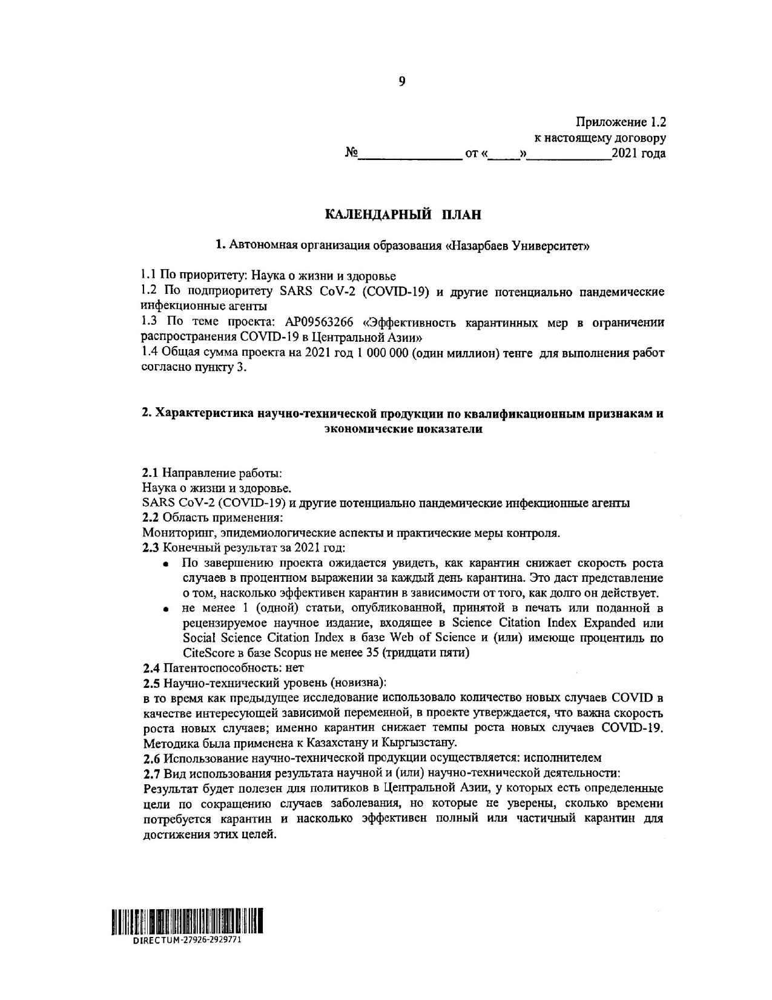 9
Приложение 1.2
к настоящему договору
№________________ от «_____»_____________2021 года
КАЛЕНДАРНЫЙ ПЛАН
1. Автономная организация образования «Назарбаев Университет»
1.1 По приоритету: Наука о жизни и здоровье
1.2 По подприоритету SARS CoV-2 (COVID-19) и другие потенциально пандемические
инфекционные агенты
1.3 По теме проекта: AP09563266 «Эффективность карантинных мер в ограничении
распространения COVID-19 в Центральной Азии»
1.4 Общая сумма проекта на 2021 год 1 000 000 (один миллион) тенге для выполнения работ
согласно пункту 3.
2. Характеристика научно-технической продукции по квалификационным признакам и
экономические показатели
2.1 Направление работы:
Наука о жизни и здоровье.
SARS CoV-2 (COVID-19) и другие потенциально пандемические инфекционные агенты
2.2 Область применения:
Мониторинг, эпидемиологические аспекты и практические меры контроля.
2.3 Конечный результат за 2021 год:
• По завершению проекта ожидается увидеть, как карантин снижает скорость роста
случаев в процентном выражении за каждый день карантина. Это даст представление
о том, насколько эффективен карантин в зависимости от того, как долго он действует.
• не менее 1 (одной) статьи, опубликованной, принятой в печать или поданной в
рецензируемое научное издание, входящее в Science Citation Index Expanded или
Social Science Citation Index в базе Web of Science и (или) имеюще процентиль по
CiteScore в базе Scopus не менее 35 (тридцати пяти)
2.4 Патентоспособность: нет
2.5 Научно-технический уровень (новизна):
в то время как предыдущее исследование использовало количество новых случаев COVID в
качестве интересующей зависимой переменной, в проекте утверждается, что важна скорость
роста новых случаев; именно карантин снижает темпы роста новых случаев COVID-19.
Методика была применена к Казахстану и Кыргызстану.
2.6 Использование научно-технической продукции осуществляется: исполнителем
2.7 Вид использования результата научной и (или) научно-технической деятельности:
Результат будет полезен для политиков в Центральной Азии, у которых есть определенные
цели по сокращению случаев заболевания, но которые не уверены, сколько времени
потребуется карантин и насколько эффективен полный или частичный карантин для
достижения этих целей.
DIRECTUM-27926-2929771